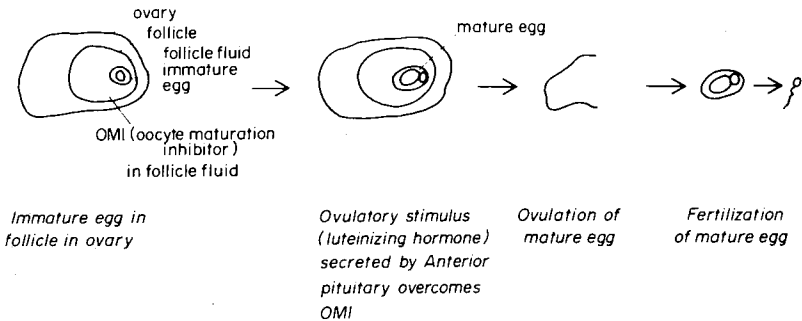 ovary
follicle
follicle fluid
immature
egg
OMI (oocyte maturation
inhibitor)
in follicle fluid
mature egg
Immature egg in
follicle in ovary
Ovulatory stimulus
(luteinizing hormone)
secreted by Anterior
pituitary overcomes
OMI
Ovulation of
mature egg
Fertilization
of mature egg